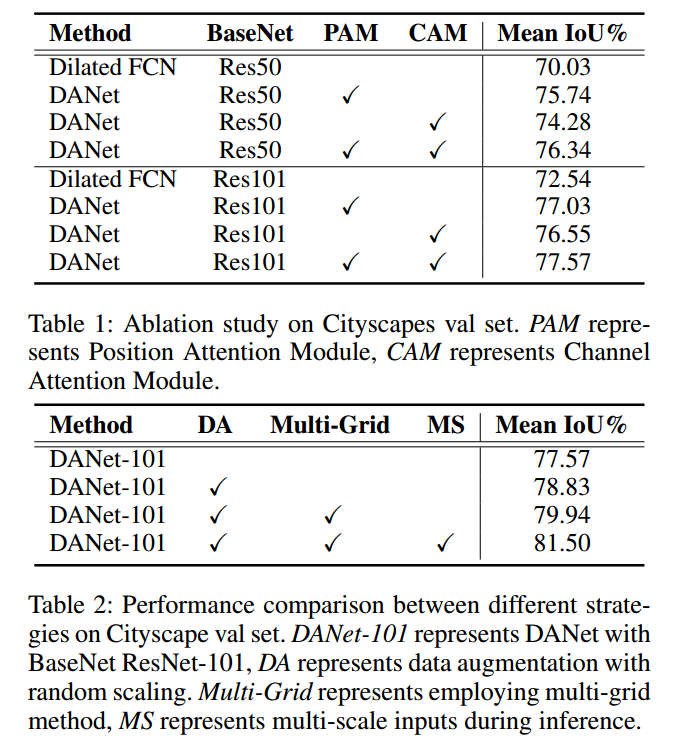 Method BaseNet PAM CAM Mean IoU%
Dilated FCN Res50 70.03
DANet Res50 ✓ 75.74
DANet Res50 ✓ 74.28
DANet Res50 ✓ ✓ 76.34
Dilated FCN Res101 72.54
DANet Res101 ✓ 77.03
DANet Res101 ✓ 76.55
DANet Res101 ✓ ✓ 77.57
Table 1: Ablation study on Cityscapes val set. PAM repre-
sents Position Attention Module, CAM represents Channel
Attention Module.
Method DA Multi-Grid MS Mean IoU%
DANet-101 77.57
DANet-101 ✓ 78.83
DANet-101 ✓ ✓ 79.94
DANet-101 ✓ ✓ ✓ 81.50
Table 2: Performance comparison between different strate-
gies on Cityscape val set. DANet-101 represents DANet with
BaseNet ResNet-101, DA represents data augmentation with
random scaling. Multi-Grid represents employing multi-grid
method, MS represents multi-scale inputs during inference.